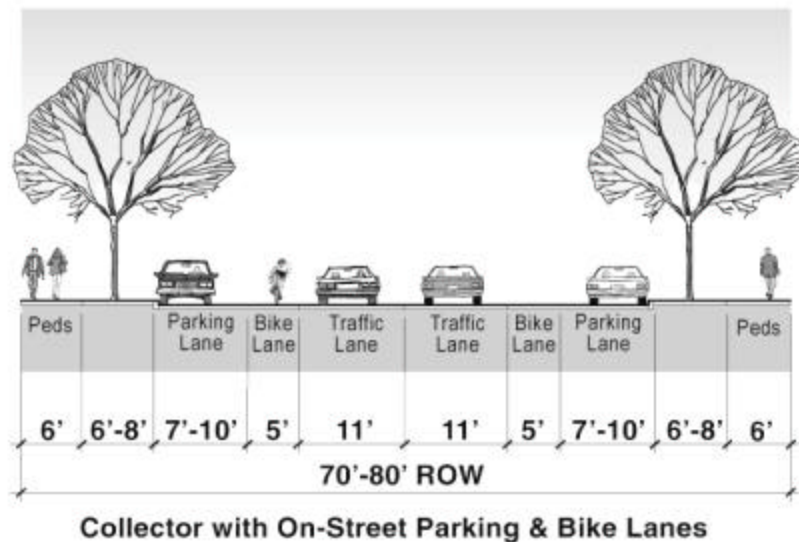 Peds
Parking Lane
Bike Lane
Traffic Lane
Traffic Lane
Bike Lane
Parking Lane
Peds
6' 6'-8' 7'-10' 5' 11' 11' 5' 7'-10' 6'-8' 6'
70'-80' ROW
Collector with On-Street Parking & Bike Lanes